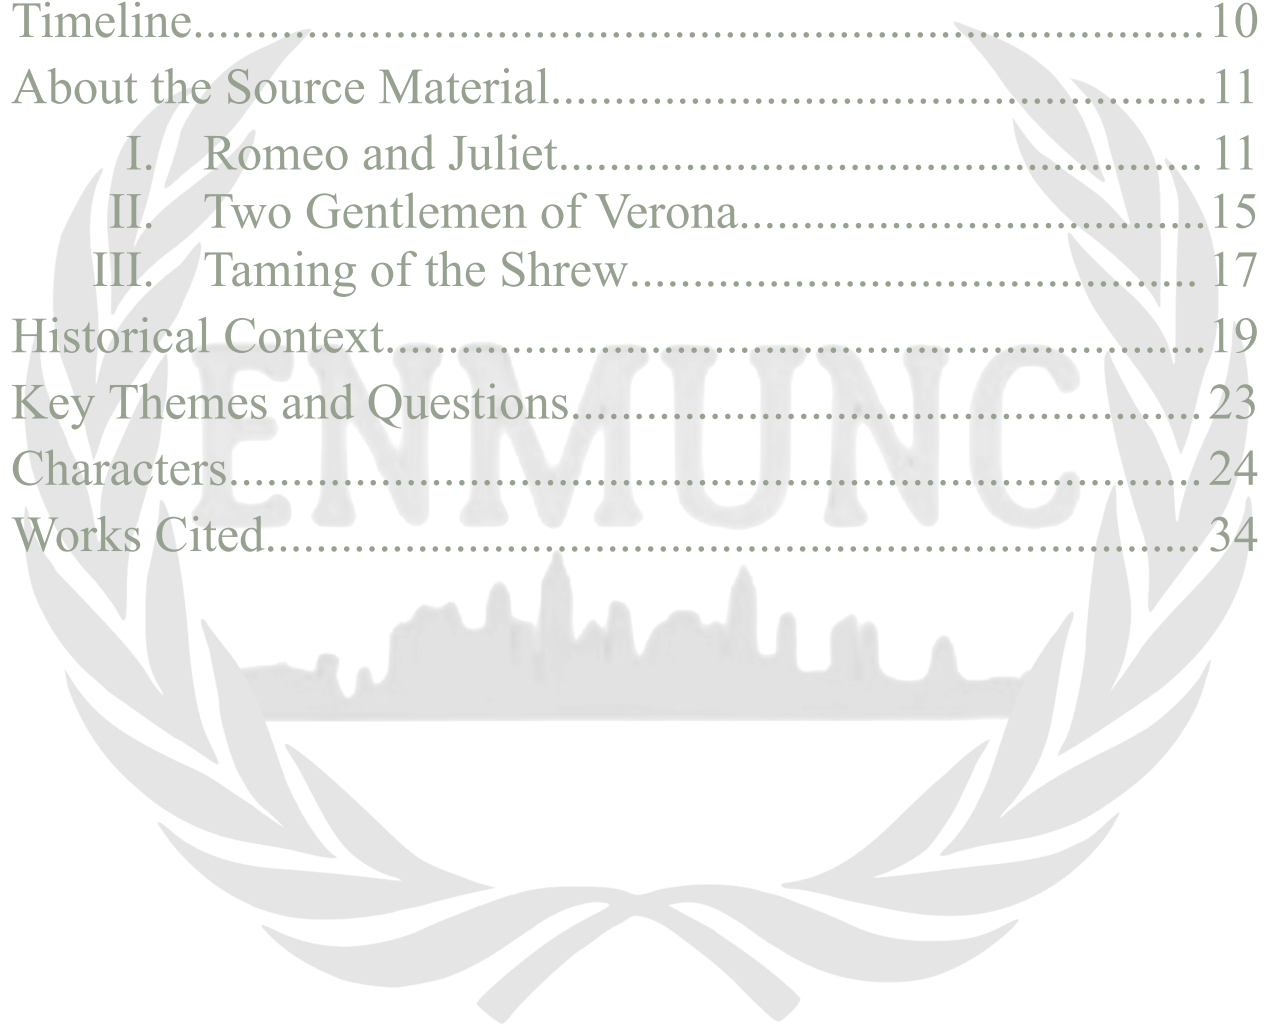 Timeline........................................................................................ 10
About the Source Material.................................................... 11
I. Romeo and Juliet................................................... 11
II. Two Gentlemen of Verona..................................... 15
III. Taming of the Shrew............................................. 17
Historical Context................................................................. 19
Key Themes and Questions.................................................. 23
Characters............................................................................. 24
Works Cited.......................................................................... 34
ENMUNC